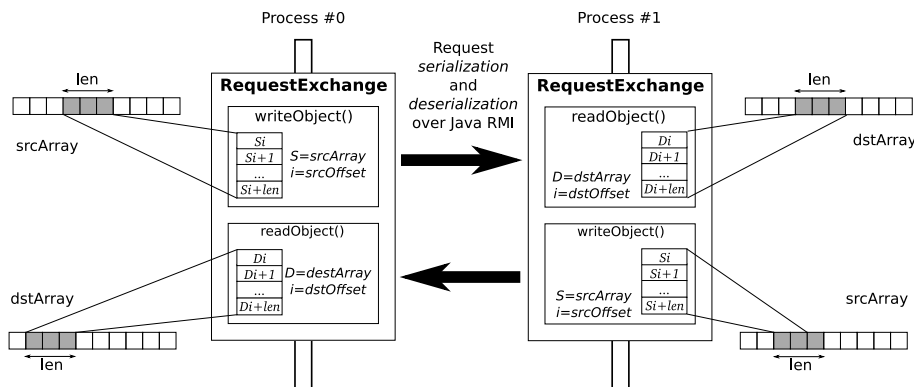 Process #0
Process #1
Request
serialization
and
deserialization
over Java RMI
len
srcArray
RequestExchange
writeObject()
Si
Si+1
...
Si+len
S=srcArray
i=srcOffset
readObject()
Di
Di+1
...
Di+len
D=destArray
i=dstOffset
dstArray
len
RequestExchange
readObject()
Di
Di+1
...
Di+len
D=dstArray
i=dstOffset
len
dstArray
writeObject()
Si
Si+1
...
Si+len
S=srcArray
i=srcOffset
srcArray
len